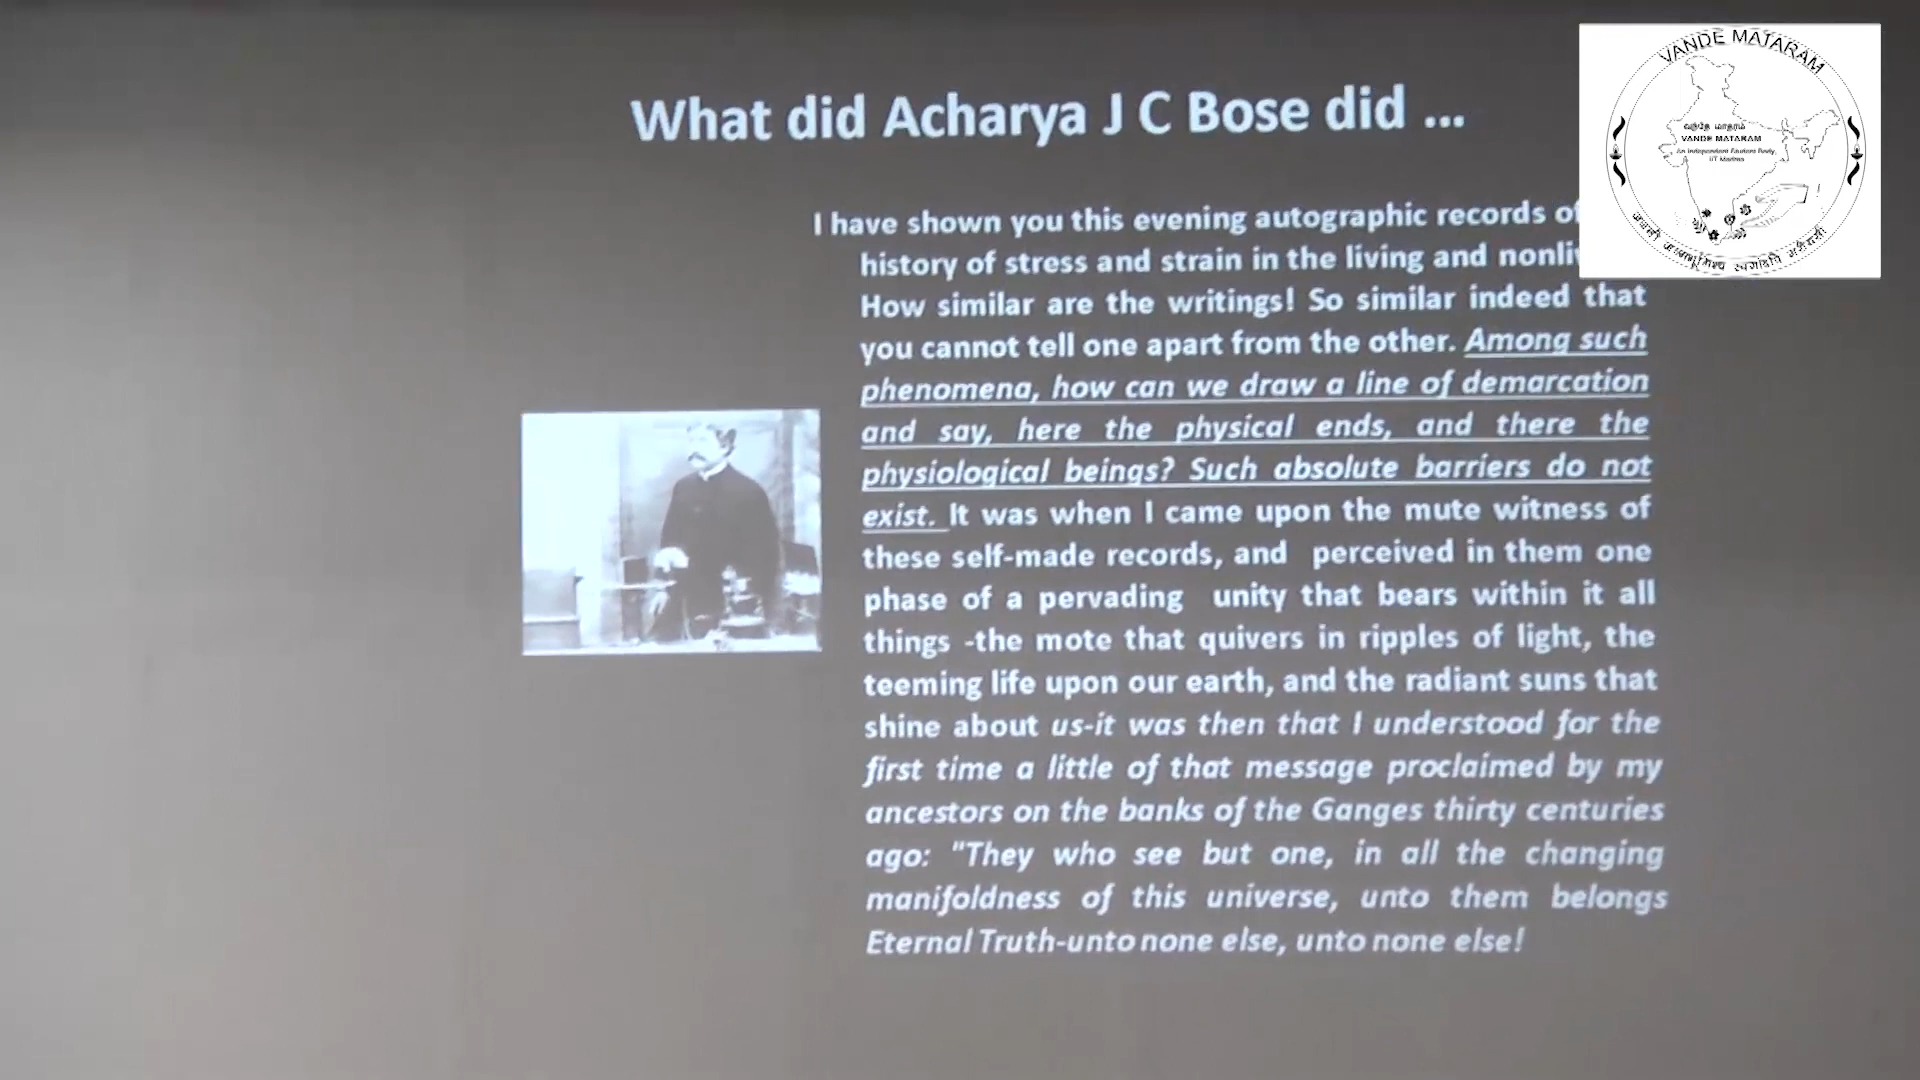 What did Acharya J C Bose did ...
I have shown you this evening autographic records of
history of stress and strain in the living and nonli
How similar are the writings! So similar indeed that
you cannot tell one apart from the other. Among such
phenomena, how can we draw a line of demarcation
and say, here the physical ends, and there the
physiological beings? Such absolute barriers do not
exist. It was when I came upon the mute witness of
these self-made records, and perceived in them one
phase of a pervading unity that bears within it all
things -the mote that quivers in ripples of light, the
teeming life upon our earth, and the radiant suns that
shine about us-it was then that I understood for the
first time a little of that message proclaimed by my
ancestors on the banks of the Ganges thirty centuries
ago: "They who see but one, in all the changing
manifoldness of this universe, unto them belongs
Eternal Truth-unto none else, unto none else!
VANDE MATARAM
வந்தே மாதரம்
VANDE MATARAM
An Independent Student Body,
IIT Madras